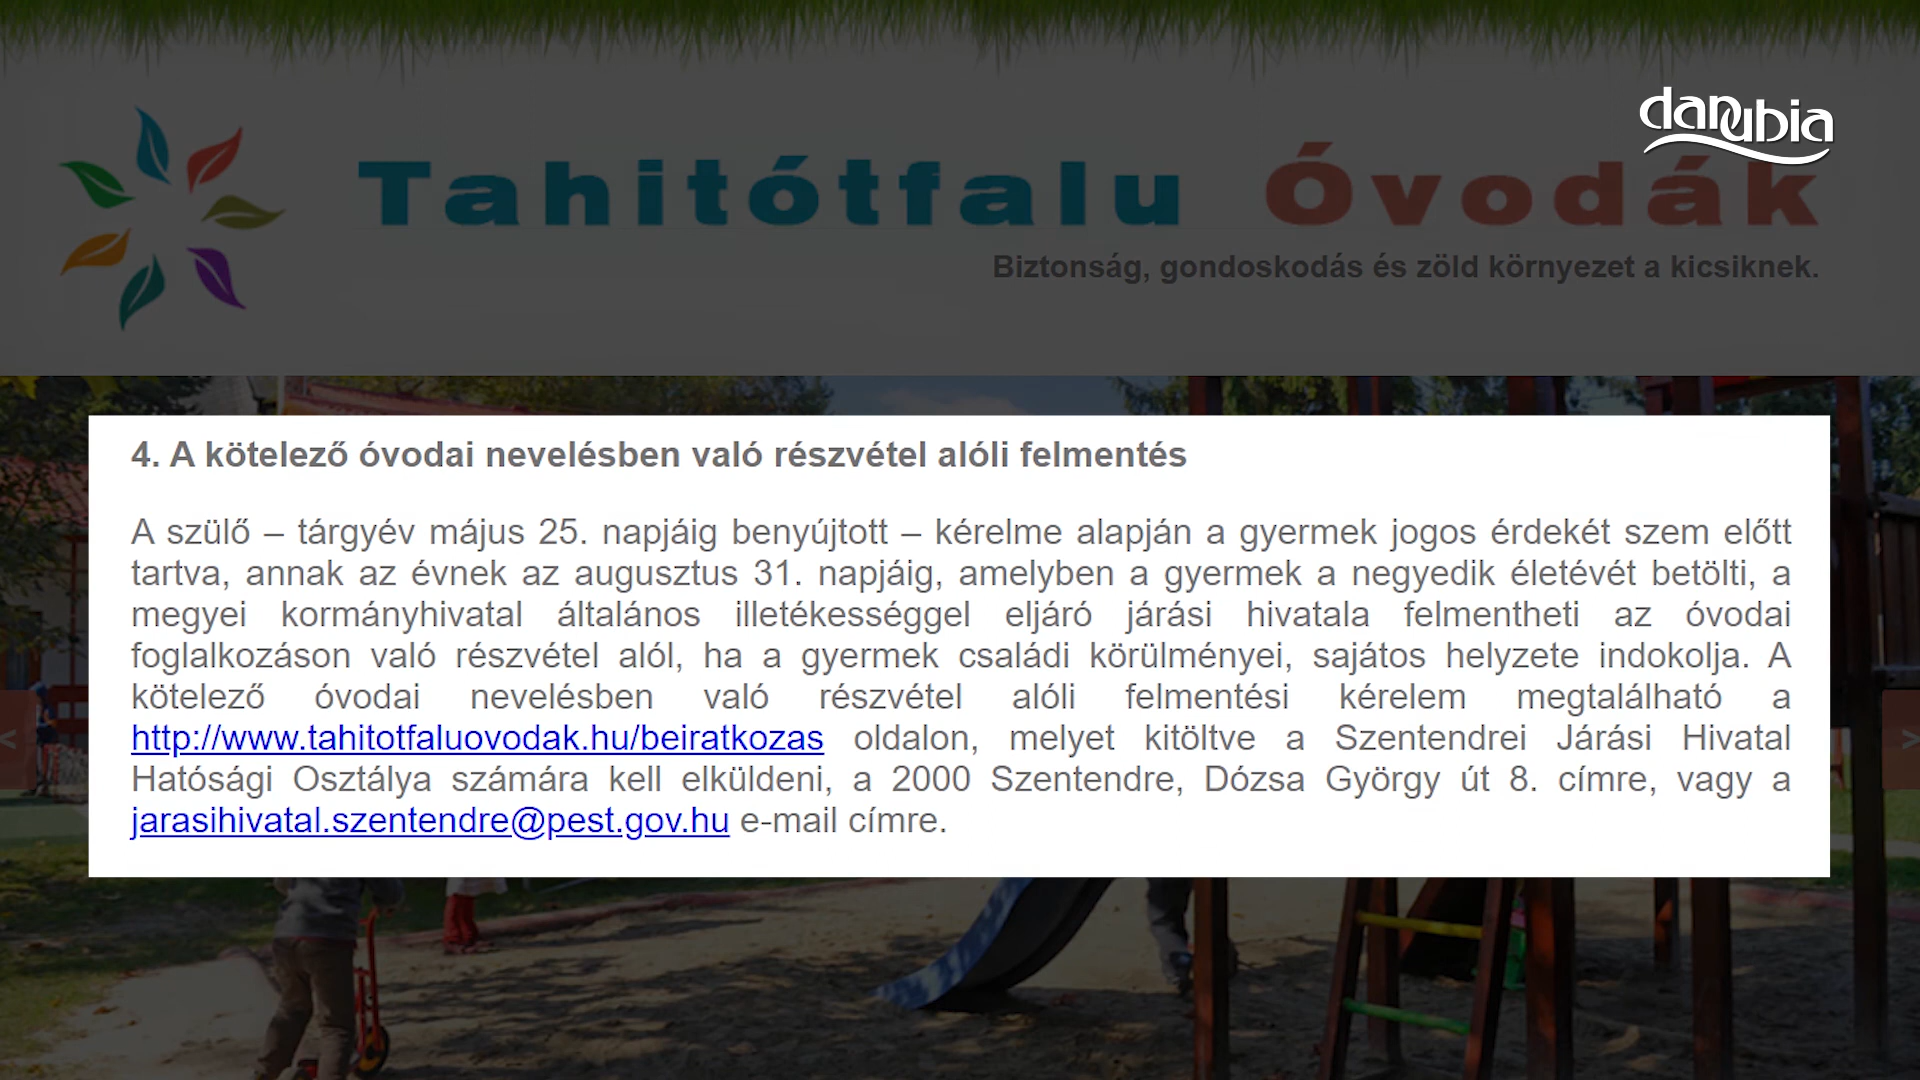 danubia
Tahitótfalu Óvodák
Biztonság, gondoskodás és zöld környezet a kicsiknek.
4. A kötelező óvodai nevelésben való részvétel alóli felmentés
A szülő – tárgyév május 25. napjáig benyújtott – kérelme alapján a gyermek jogos érdekét szem előtt
tartva, annak az évnek az augusztus 31. napjáig, amelyben a gyermek a negyedik életévét betölti, a
megyei kormányhivatal általános illetékességgel eljáró járási hivatala felmentheti az óvodai
foglalkozáson való részvétel alól, ha a gyermek családi körülményei, sajátos helyzete indokolja. A
kötelező óvodai nevelésben való részvétel alóli felmentési kérelem megtalálható a
http://www.tahitotfaluovodak.hu/beiratkozas oldalon, melyet kitöltve a Szentendrei Járási Hivatal
Hatósági Osztálya számára kell elküldeni, a 2000 Szentendre, Dózsa György út 8. címre, vagy a
jarasihivatal.szentendre@pest.gov.hu e-mail címre.
< >